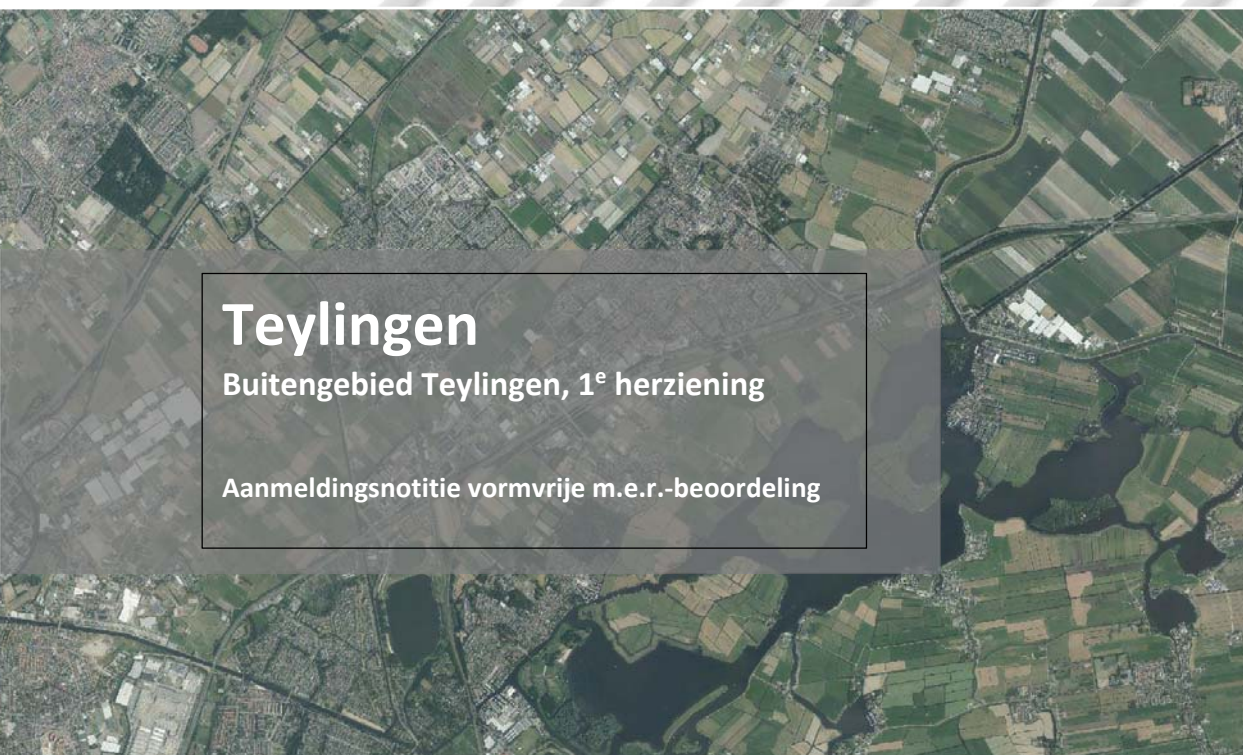 Teylingen
Buitengebied Teylingen, 1e herziening
Aanmeldingsnotitie vormvrije m.e.r.-beoordeling